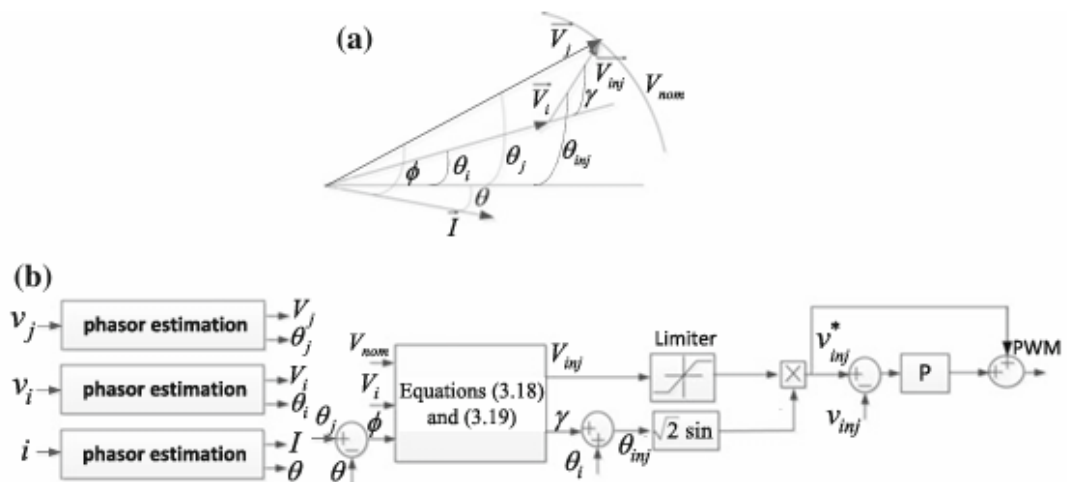 (a)
V_j
V_inj
V_nom
V_i
γ
θ_inj
θ_j
θ_i
ϕ
θ
I
(b)
v_j
phasor estimation
V_j
θ_j
v_i
phasor estimation
V_i
θ_i
i
phasor estimation
I
θ
θ_j
θ
ϕ
V_nom
V_i
Equations (3.18)
and (3.19)
V_inj
γ
θ_i
θ_inj
Limiter
√2 sin
X
v*_inj
v_inj
P
PWM